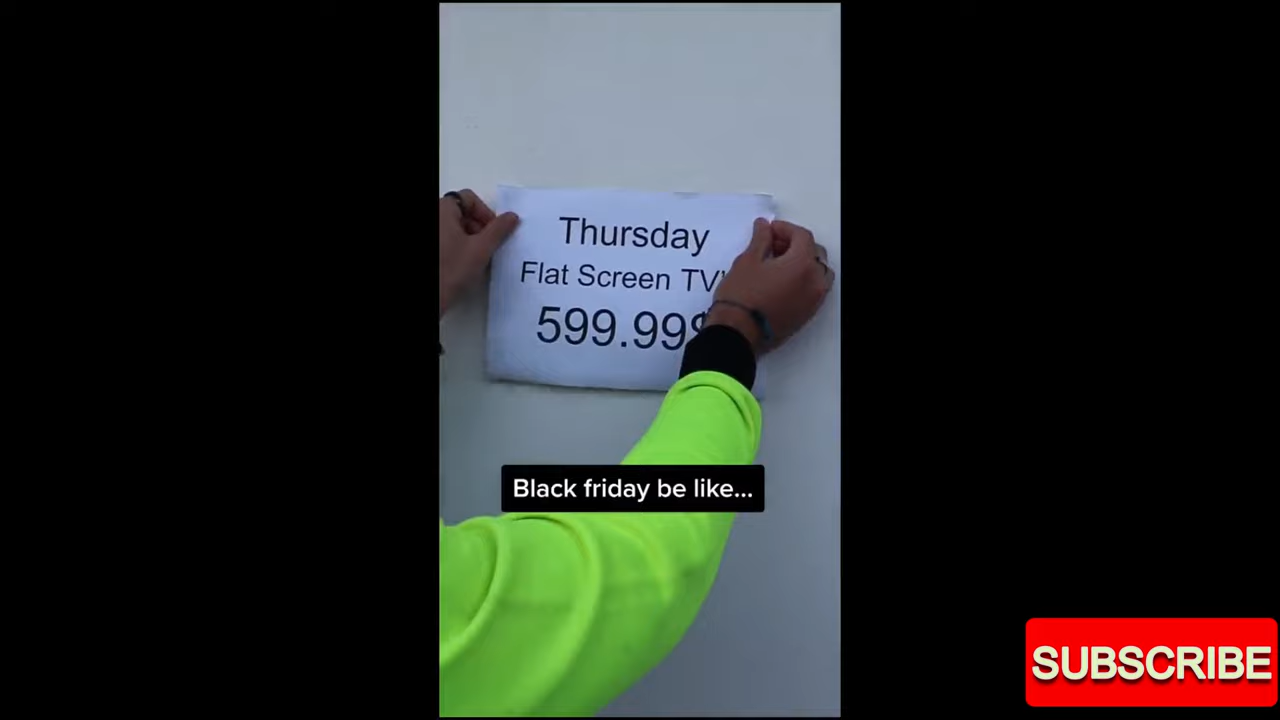 Thursday
Flat Screen TV
599.99
Black friday be like...
SUBSCRIBE